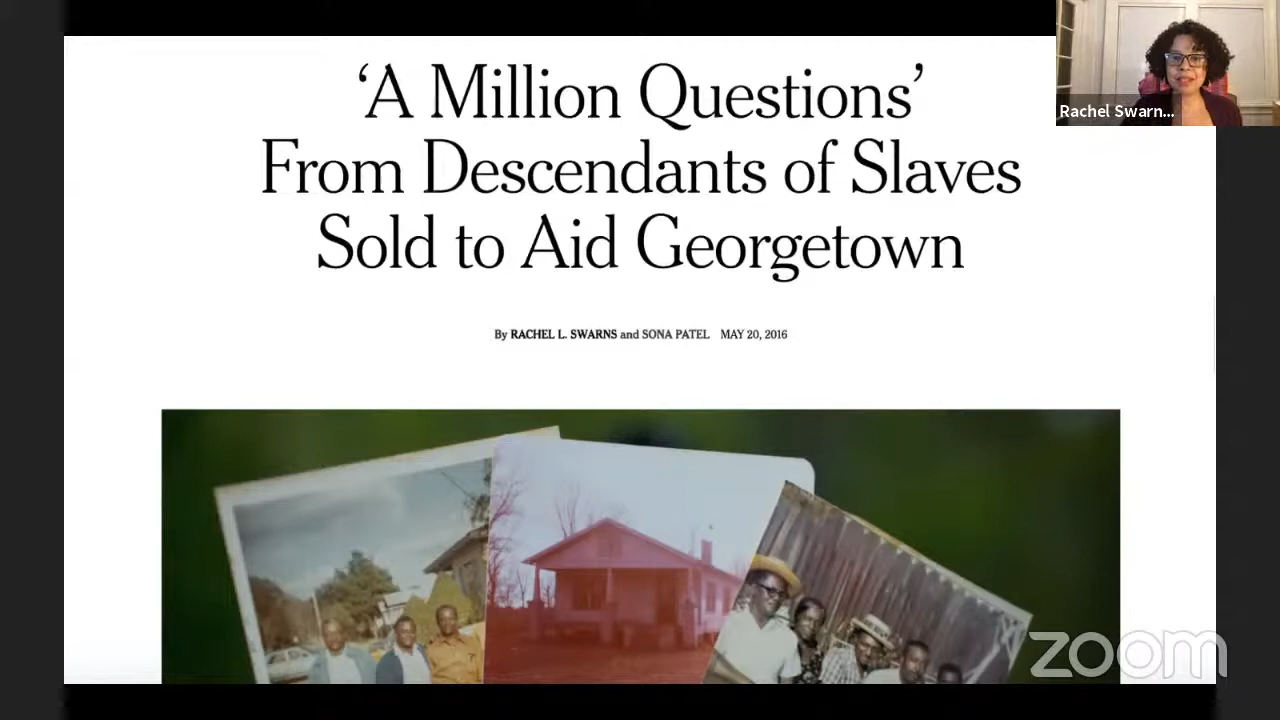 ‘A Million Questions’
From Descendants of Slaves
Sold to Aid Georgetown
By RACHEL L. SWARNS and SONA PATEL MAY 20, 2016
Rachel Swarn...
zoom